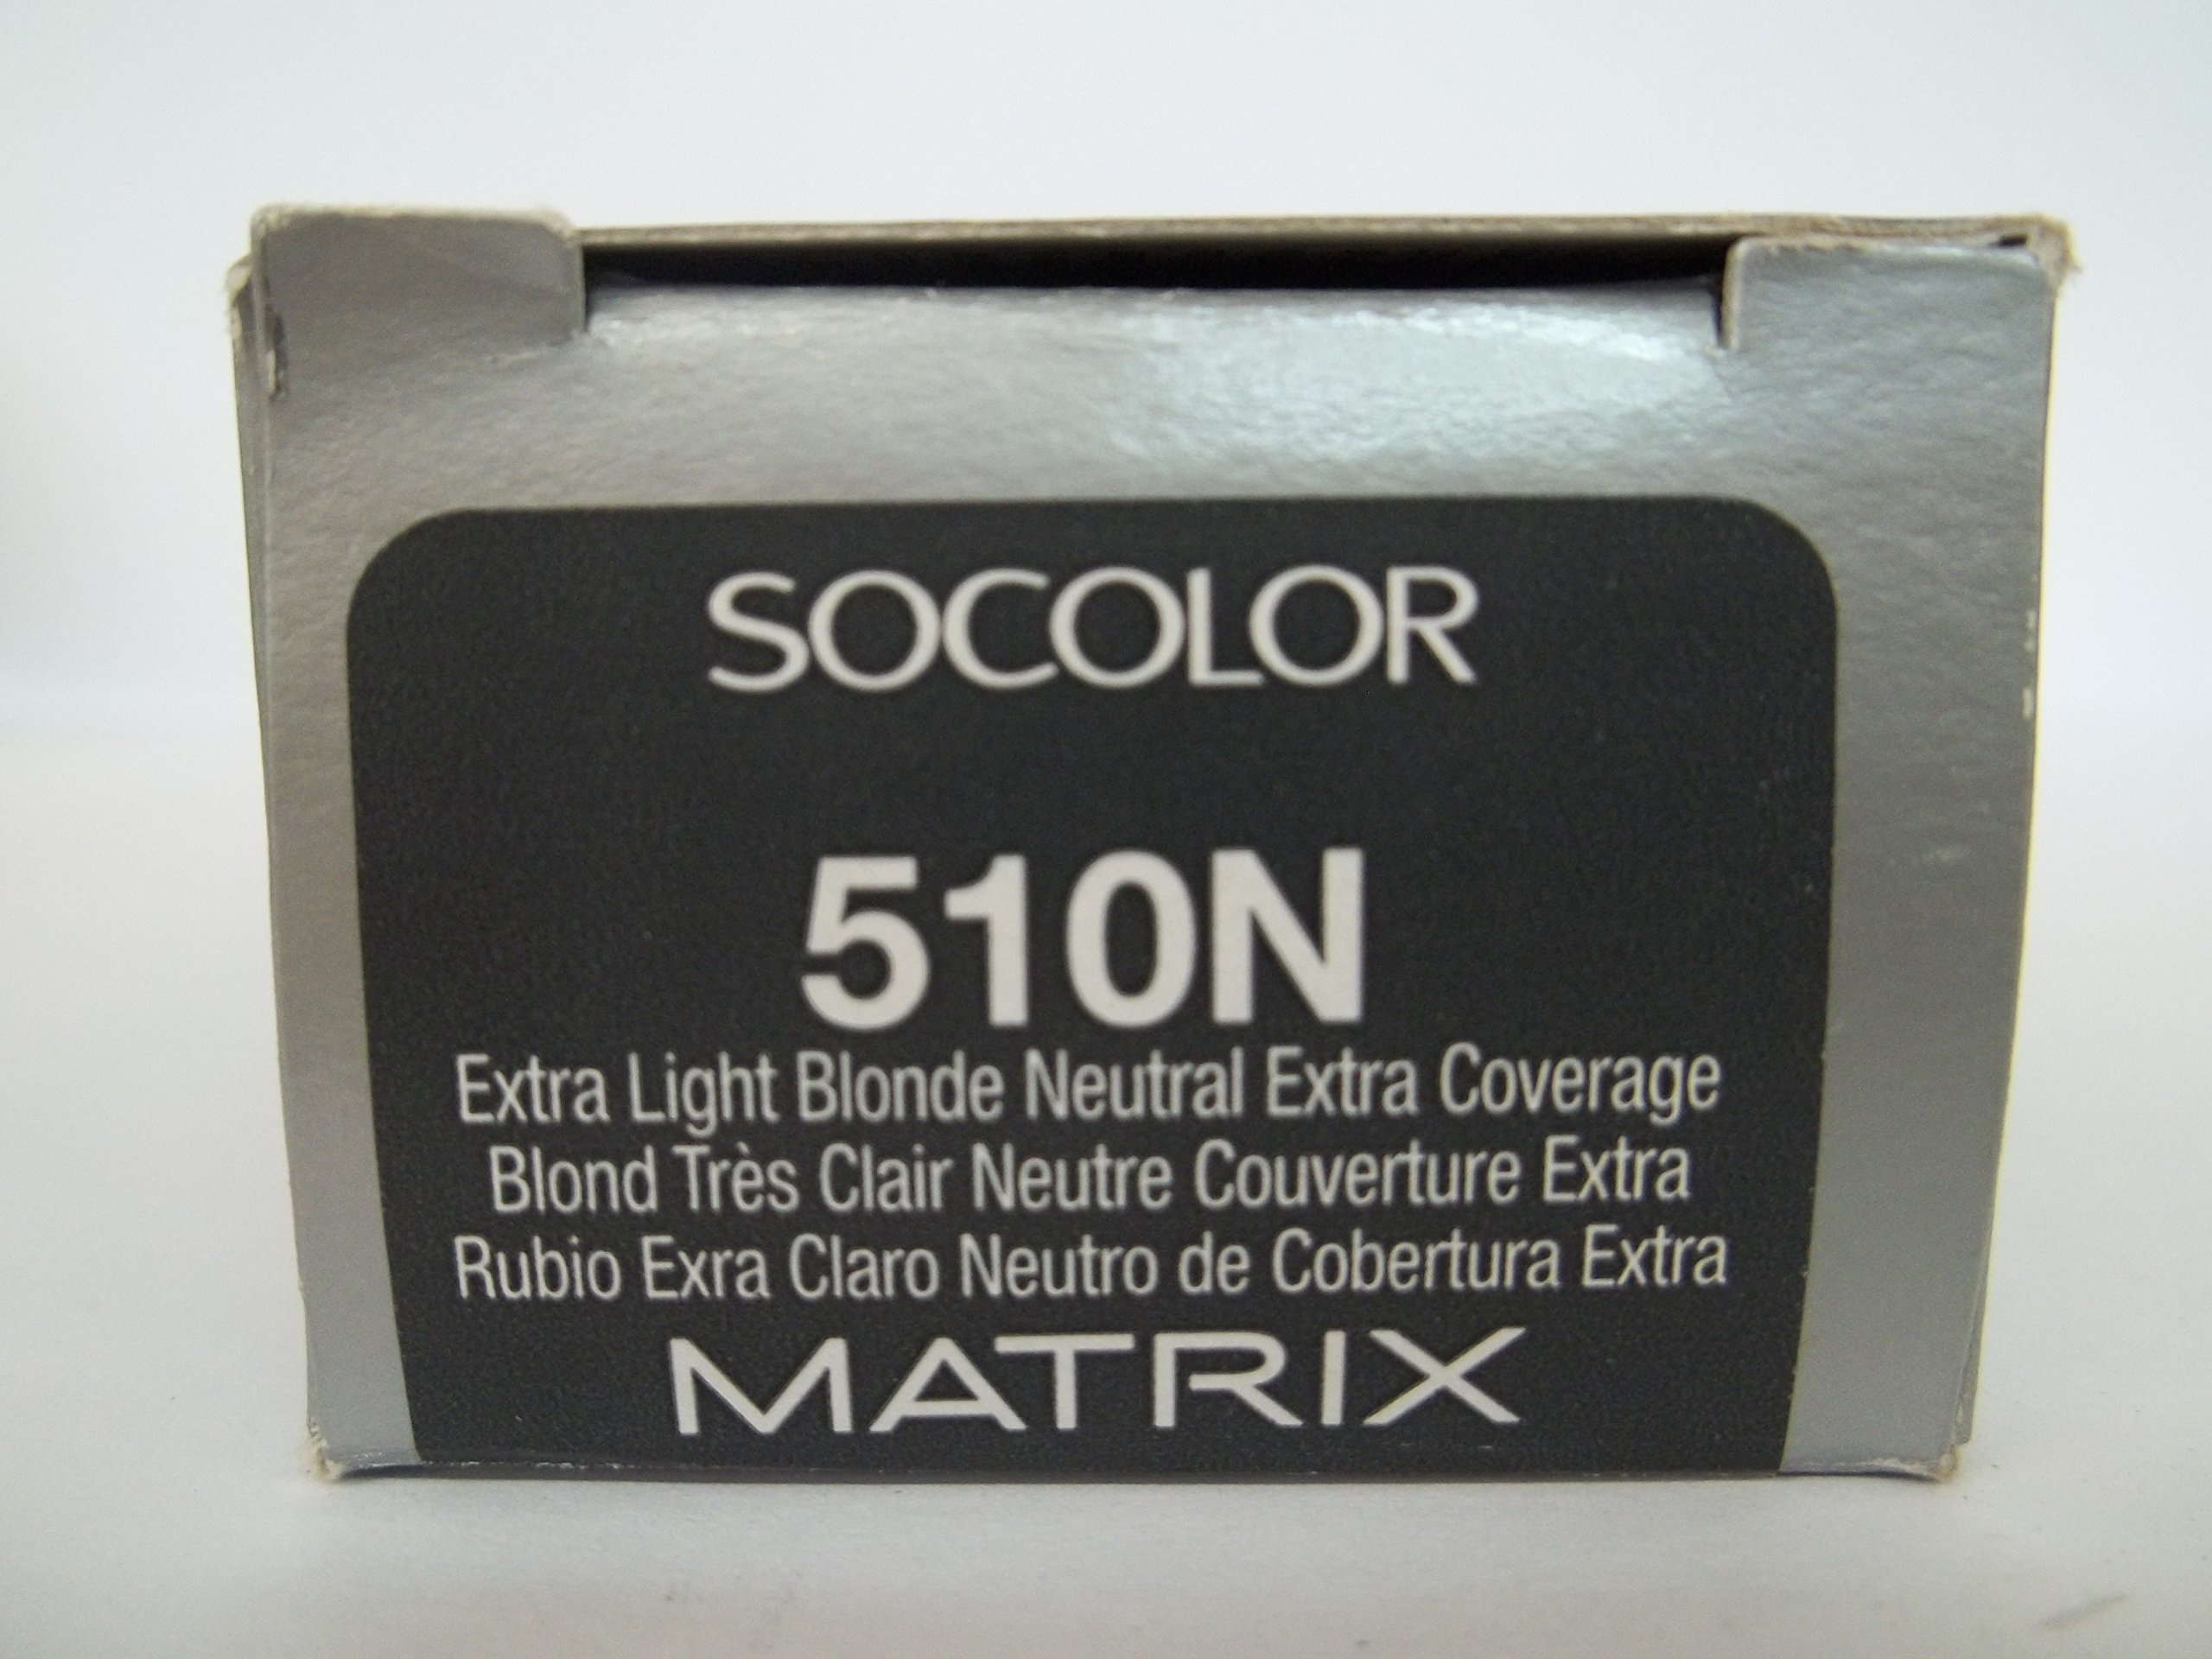 SOCOLOR
510N
Extra Light Blonde Neutral Extra Coverage
Blond Très Clair Neutre Couverture Extra
Rubio Exra Claro Neutro de Cobertura Extra
MATRIX